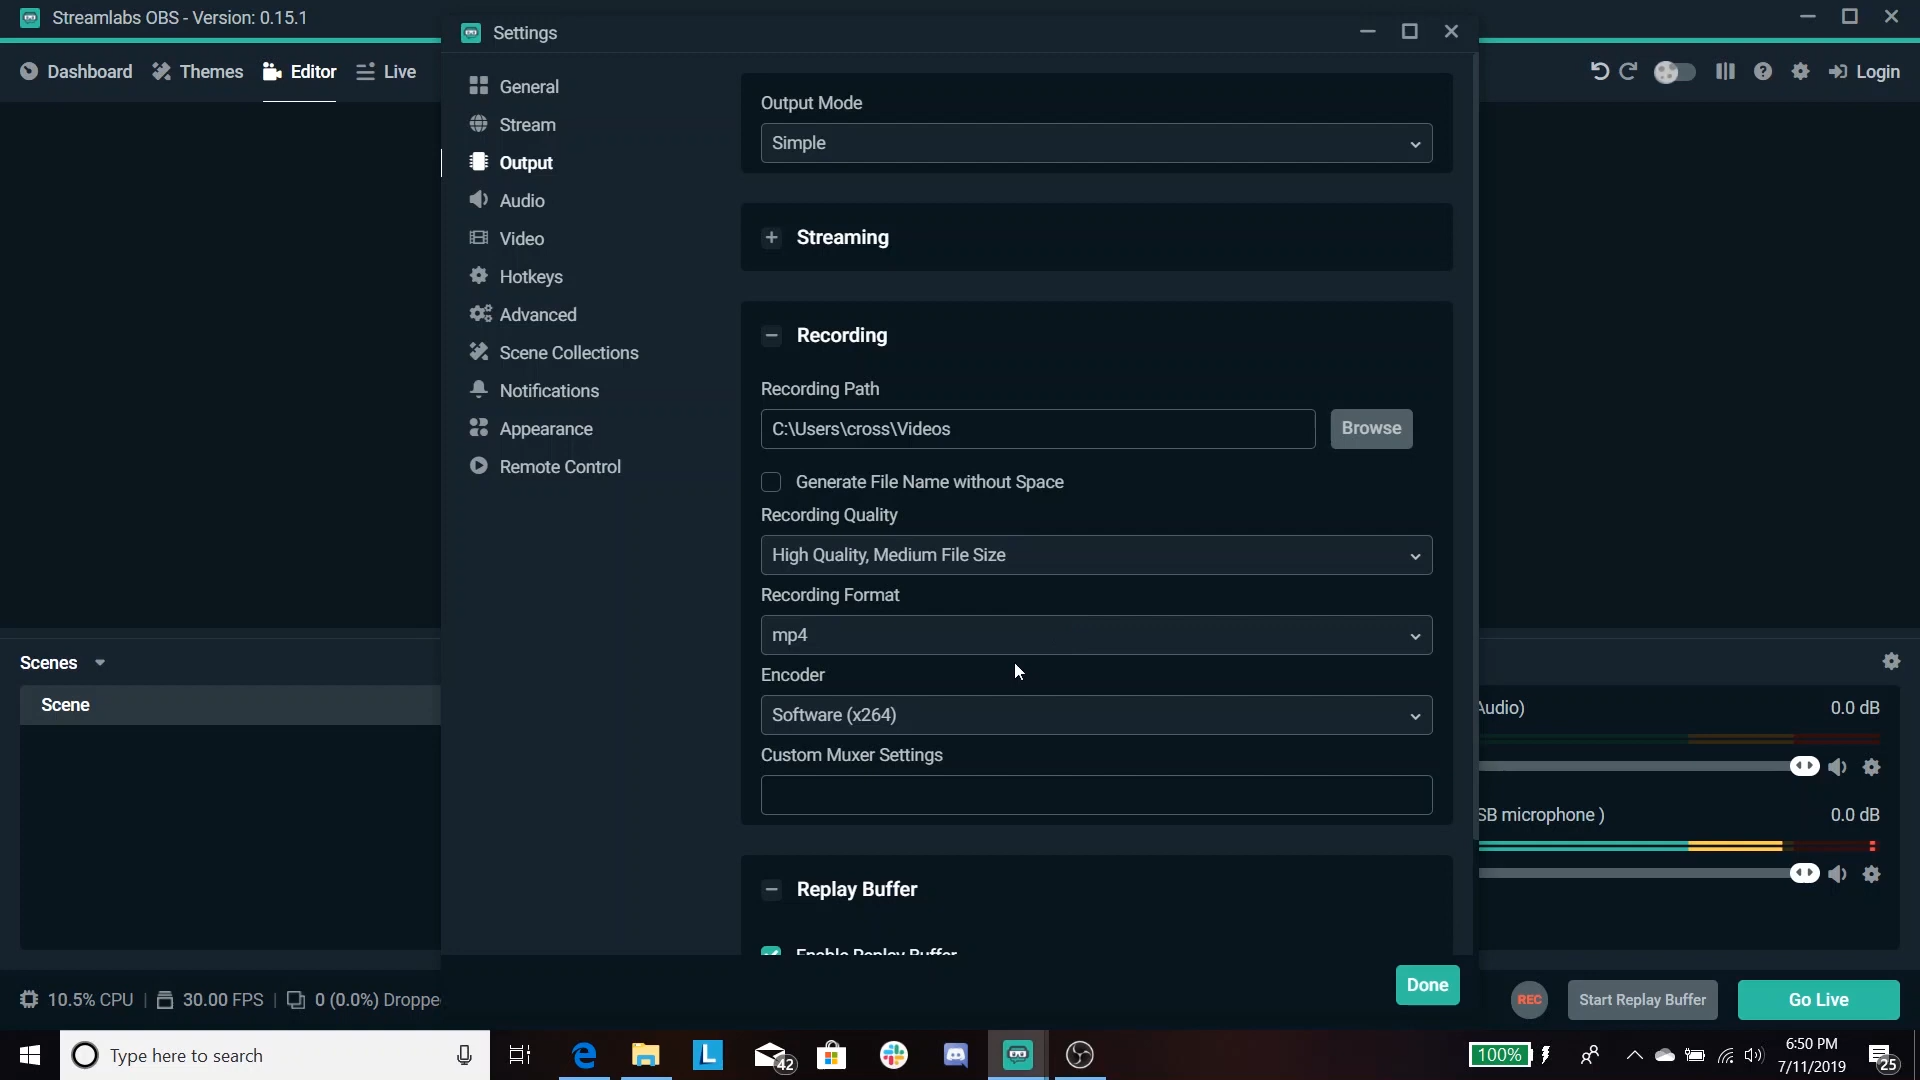 Streamlabs OBS - Version: 0.15.1
Settings
Dashboard
Themes
Editor
Live
Login
General
Stream
Output
Audio
Video
Hotkeys
Advanced
Scene Collections
Notifications
Appearance
Remote Control
Output Mode
Simple
Streaming
Recording
Recording Path
C:\Users\cross\Videos
Browse
Generate File Name without Space
Recording Quality
High Quality, Medium File Size
Recording Format
mp4
Encoder
Software (x264)
Custom Muxer Settings
Replay Buffer
Enable Replay Buffer
Done
Scenes
Scene
Audio)
0.0 dB
SB microphone )
0.0 dB
10.5% CPU
30.00 FPS
0 (0.0%) Droppe
REC
Start Replay Buffer
Go Live
Type here to search
42
100%
6:50 PM
7/11/2019
25